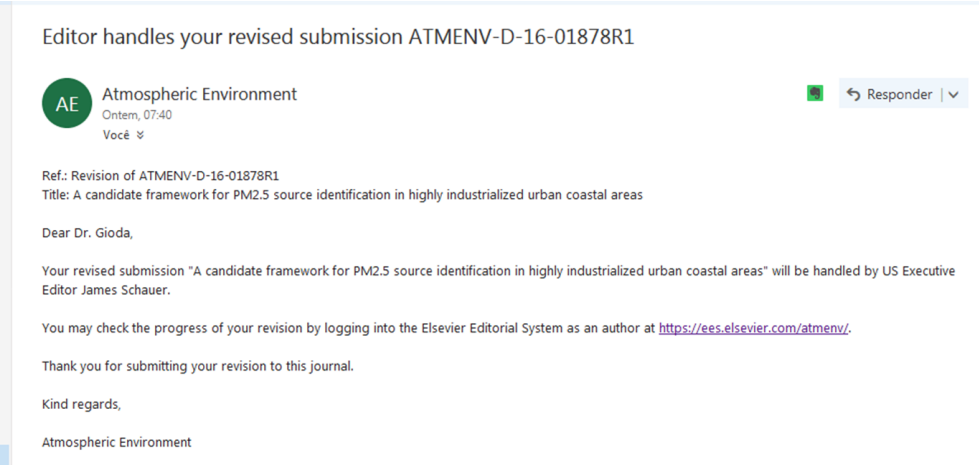 Editor handles your revised submission ATMENV-D-16-01878R1
AE
Atmospheric Environment
Responder
Ontem, 07:40
Você
Ref.: Revision of ATMENV-D-16-01878R1
Title: A candidate framework for PM2.5 source identification in highly industrialized urban coastal areas
Dear Dr. Gioda,
Your revised submission "A candidate framework for PM2.5 source identification in highly industrialized urban coastal areas" will be handled by US Executive
Editor James Schauer.
You may check the progress of your revision by logging into the Elsevier Editorial System as an author at https://ees.elsevier.com/atmenv/.
Thank you for submitting your revision to this journal.
Kind regards,
Atmospheric Environment